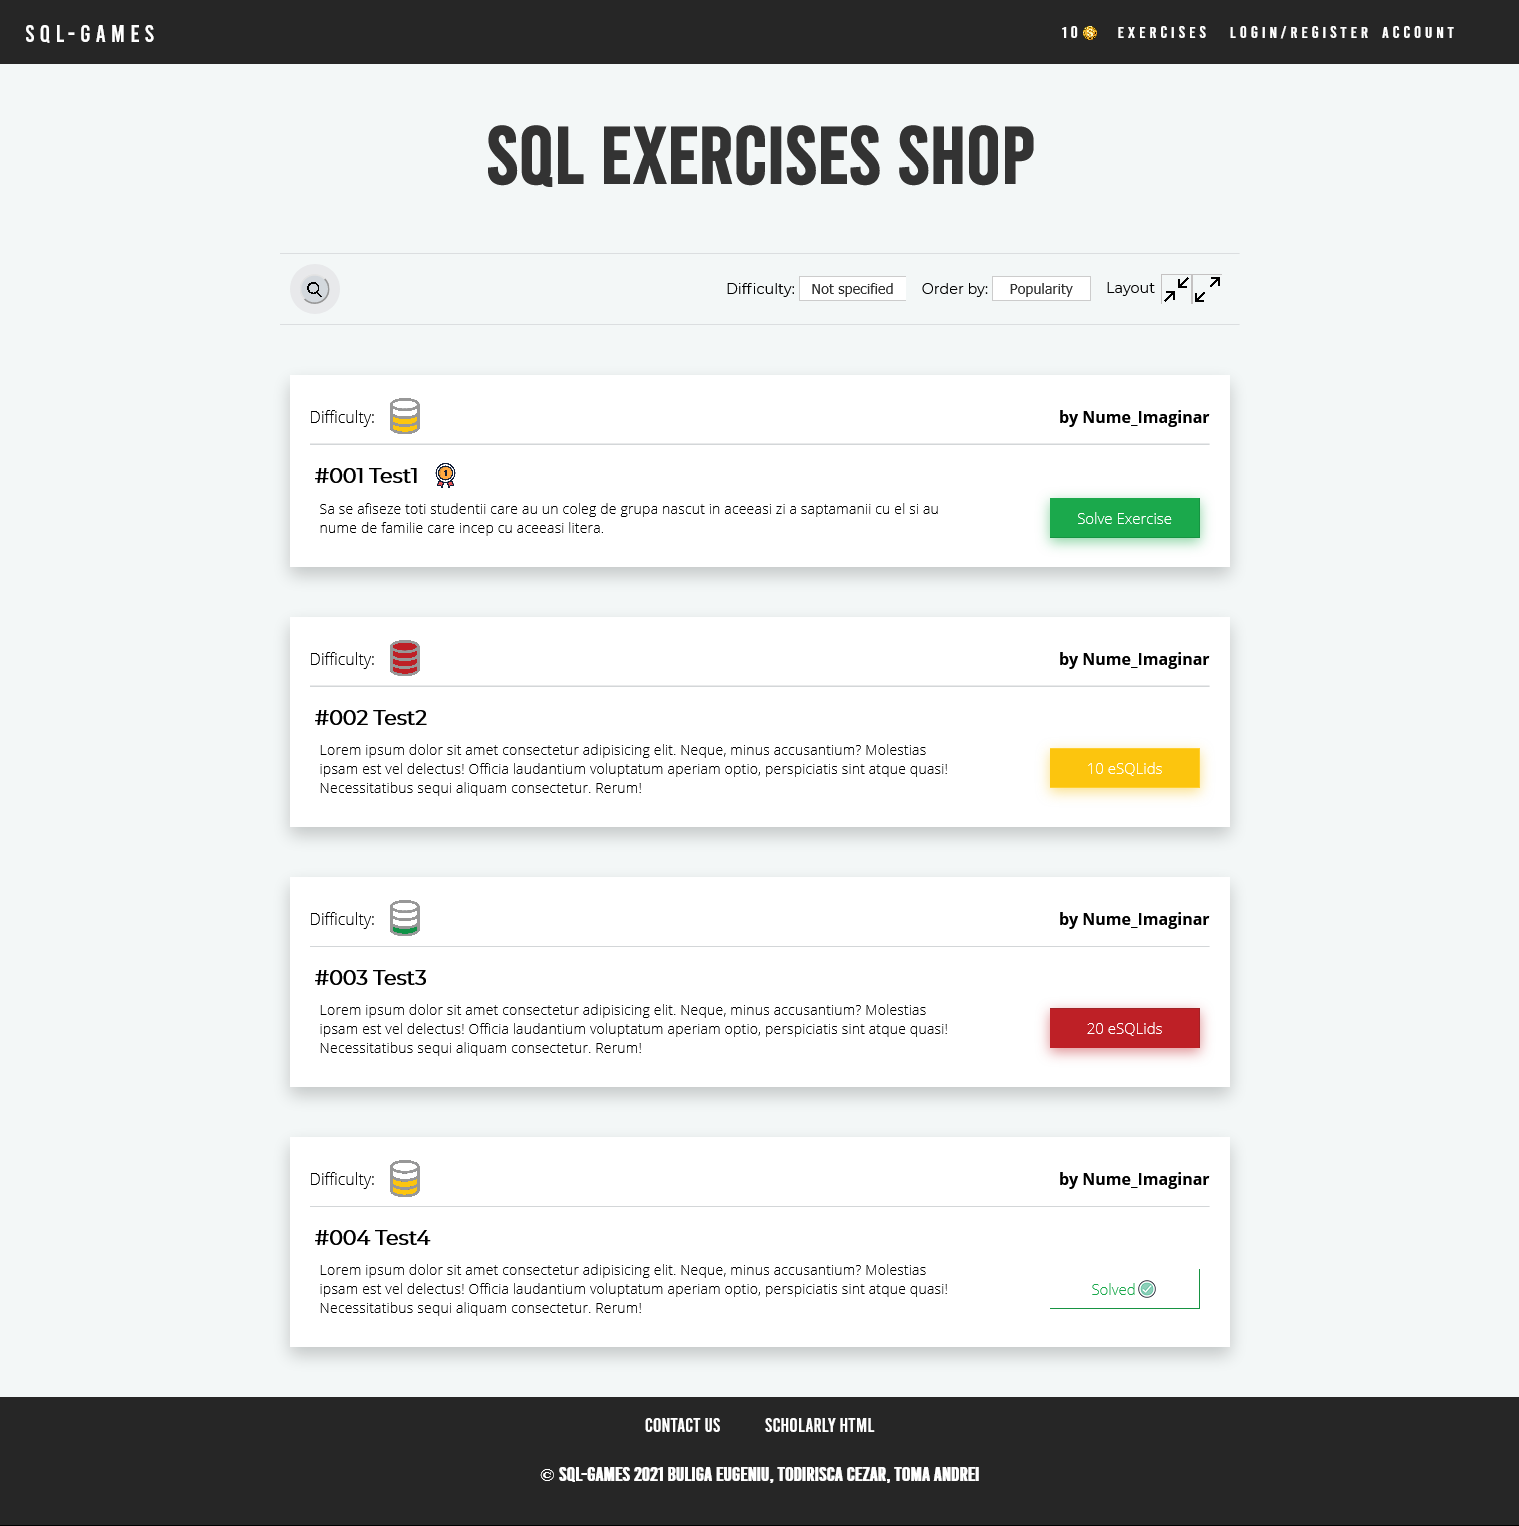 SQL-GAMES
10 EXERCISES LOGIN/REGISTER ACCOUNT
SQL EXERCISES SHOP
Difficulty: Not specified Order by: Popularity Layout
Difficulty: by Nume_Imaginar
#001 Test1 1
Sa se afiseze toti studentii care au un coleg de grupa nascut in aceeasi zi a saptamanii cu el si au
nume de familie care incep cu aceeasi litera.
Solve Exercise
Difficulty: by Nume_Imaginar
#002 Test2
Lorem ipsum dolor sit amet consectetur adipisicing elit. Neque, minus accusantium? Molestias
ipsam est vel delectus! Officia laudantium voluptatum aperiam optio, perspiciatis sint atque quasi!
Necessitatibus sequi aliquam consectetur. Rerum!
10 eSQLids
Difficulty: by Nume_Imaginar
#003 Test3
Lorem ipsum dolor sit amet consectetur adipisicing elit. Neque, minus accusantium? Molestias
ipsam est vel delectus! Officia laudantium voluptatum aperiam optio, perspiciatis sint atque quasi!
Necessitatibus sequi aliquam consectetur. Rerum!
20 eSQLids
Difficulty: by Nume_Imaginar
#004 Test4
Lorem ipsum dolor sit amet consectetur adipisicing elit. Neque, minus accusantium? Molestias
ipsam est vel delectus! Officia laudantium voluptatum aperiam optio, perspiciatis sint atque quasi!
Necessitatibus sequi aliquam consectetur. Rerum!
Solved
CONTACT US SCHOLARLY HTML
© SQL-GAMES 2021 BULIGA EUGENIU, TODIRISCA CEZAR, TOMA ANDREI